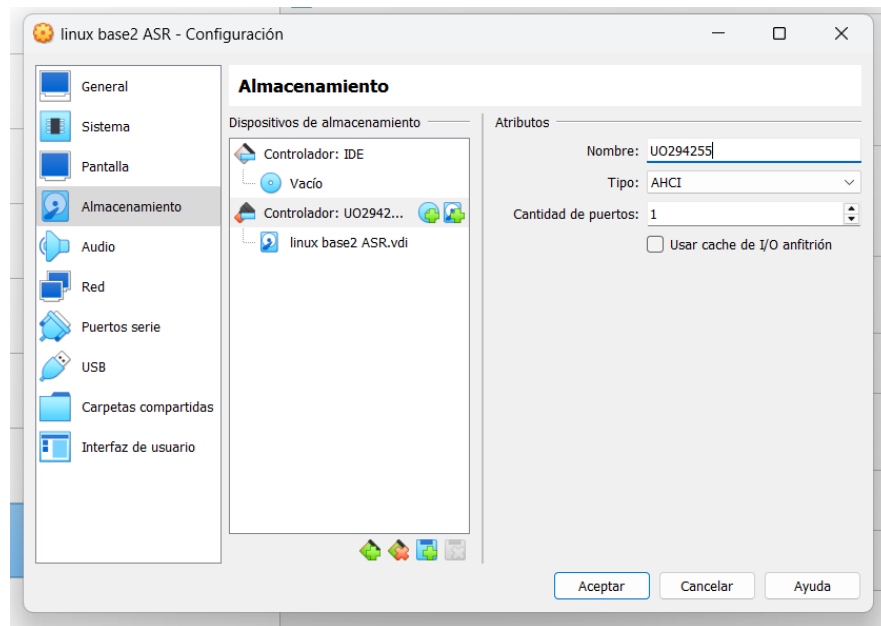 linux base2 ASR - Configuración
General
Sistema
Pantalla
Almacenamiento
Audio
Red
Puertos serie
USB
Carpetas compartidas
Interfaz de usuario
Almacenamiento
Dispositivos de almacenamiento
Controlador: IDE
Vacío
Controlador: UO2942...
linux base2 ASR.vdi
Atributos
Nombre: UO294255
Tipo: AHCI
Cantidad de puertos: 1
Usar cache de I/O anfitrión
Aceptar Cancelar Ayuda